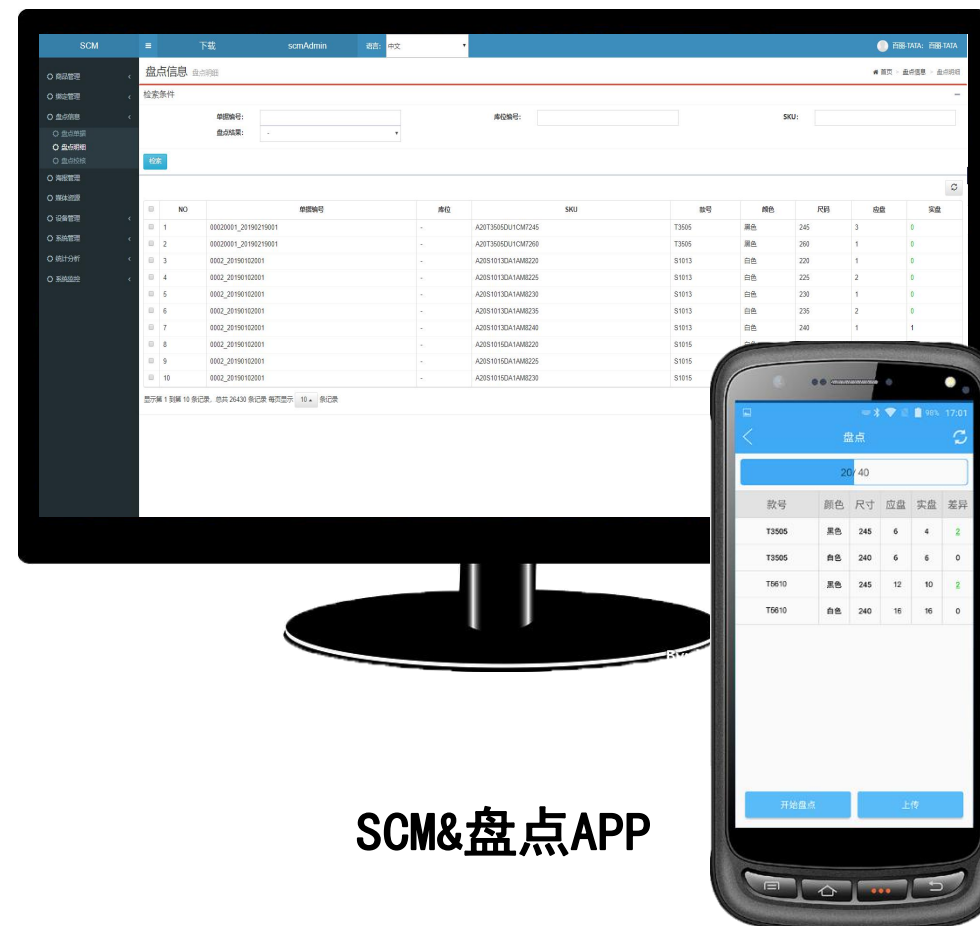 SCM 下载 scmAdmin 语言: 中文 百丽-TATA: 百丽-TATA
盘点信息 盘点明细 首页 > 盘点信息 > 盘点明细
商品管理
绑定管理
盘点信息
盘点单据
盘点明细
盘点校核
海报管理
媒体资源
设备管理
系统管理
统计分析
系统监控
检索条件
单据编号: 库位编号: SKU:
盘点结果: -
检索
NO 单据编号 库位 SKU 款号 颜色 尺码 应盘 实盘
1 00020001_20190219001 - A20T3505DU1CM7245 T3505 黑色 245 3 0
2 00020001_20190219001 - A20T3505DU1CM7260 T3505 黑色 260 1 0
3 0002_20190102001 - A20S1013DA1AM8220 S1013 白色 220 1 0
4 0002_20190102001 - A20S1013DA1AM8225 S1013 白色 225 2 0
5 0002_20190102001 - A20S1013DA1AM8230 S1013 白色 230 1 0
6 0002_20190102001 - A20S1013DA1AM8235 S1013 白色 235 2 0
7 0002_20190102001 - A20S1013DA1AM8240 S1013 白色 240 1 1
8 0002_20190102001 - A20S1015DA1AM8220 S1015
9 0002_20190102001 - A20S1015DA1AM8225 S1015
10 0002_20190102001 - A20S1015DA1AM8230 S1015
显示第 1 到第 10 条记录，总共 26430 条记录 每页显示 10 条记录
98% 17:01
盘点
20/40
款号 颜色 尺寸 应盘 实盘 差异
T3505 黑色 245 6 4 2
T3505 白色 240 6 6 0
T5610 黑色 245 12 10 2
T5610 白色 240 16 16 0
开始盘点 上传
SCM&盘点APP